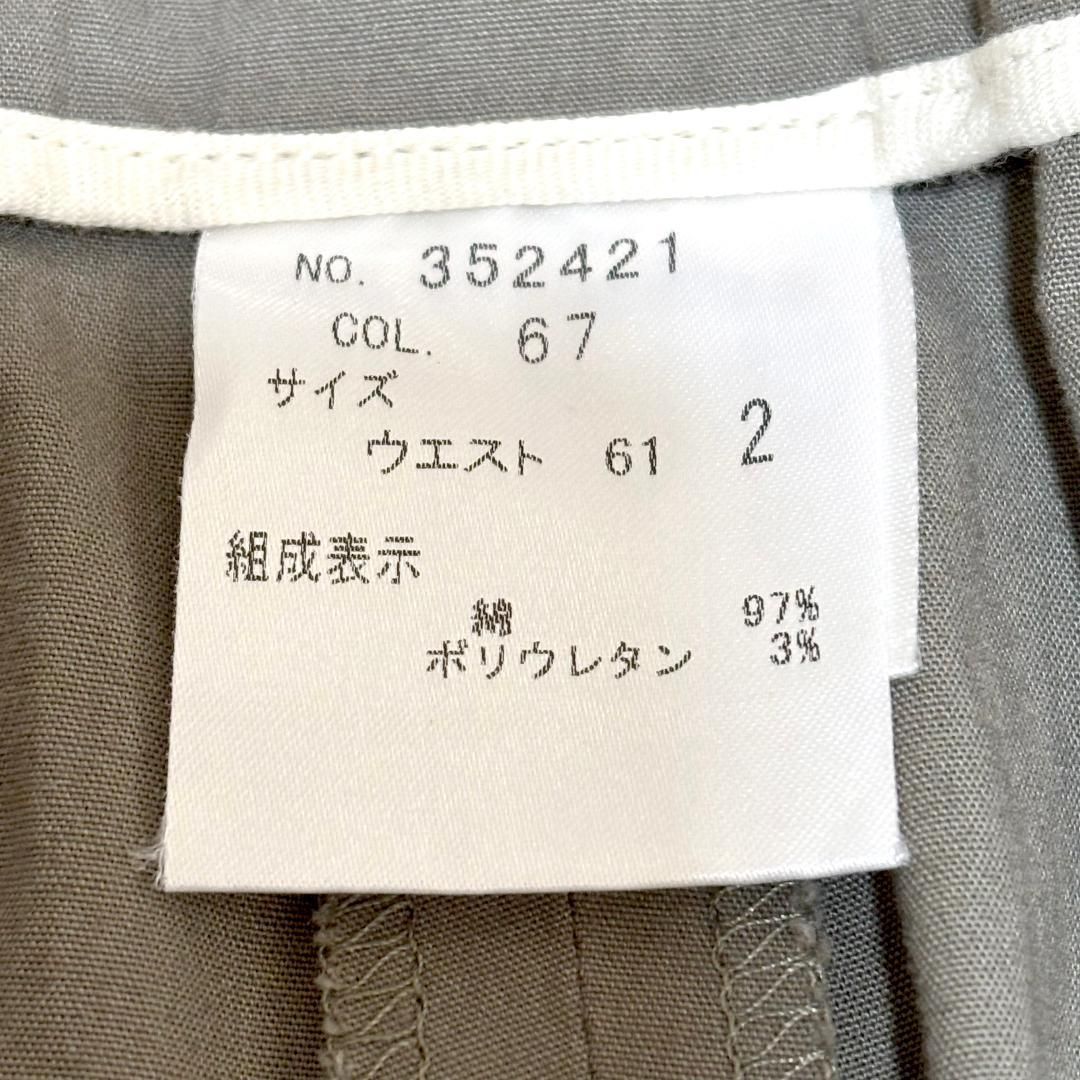 NO. 352421
COL. 67
サイズ
ウエスト 61 2
組成表示
綿 97%
ポリウレタン 3%